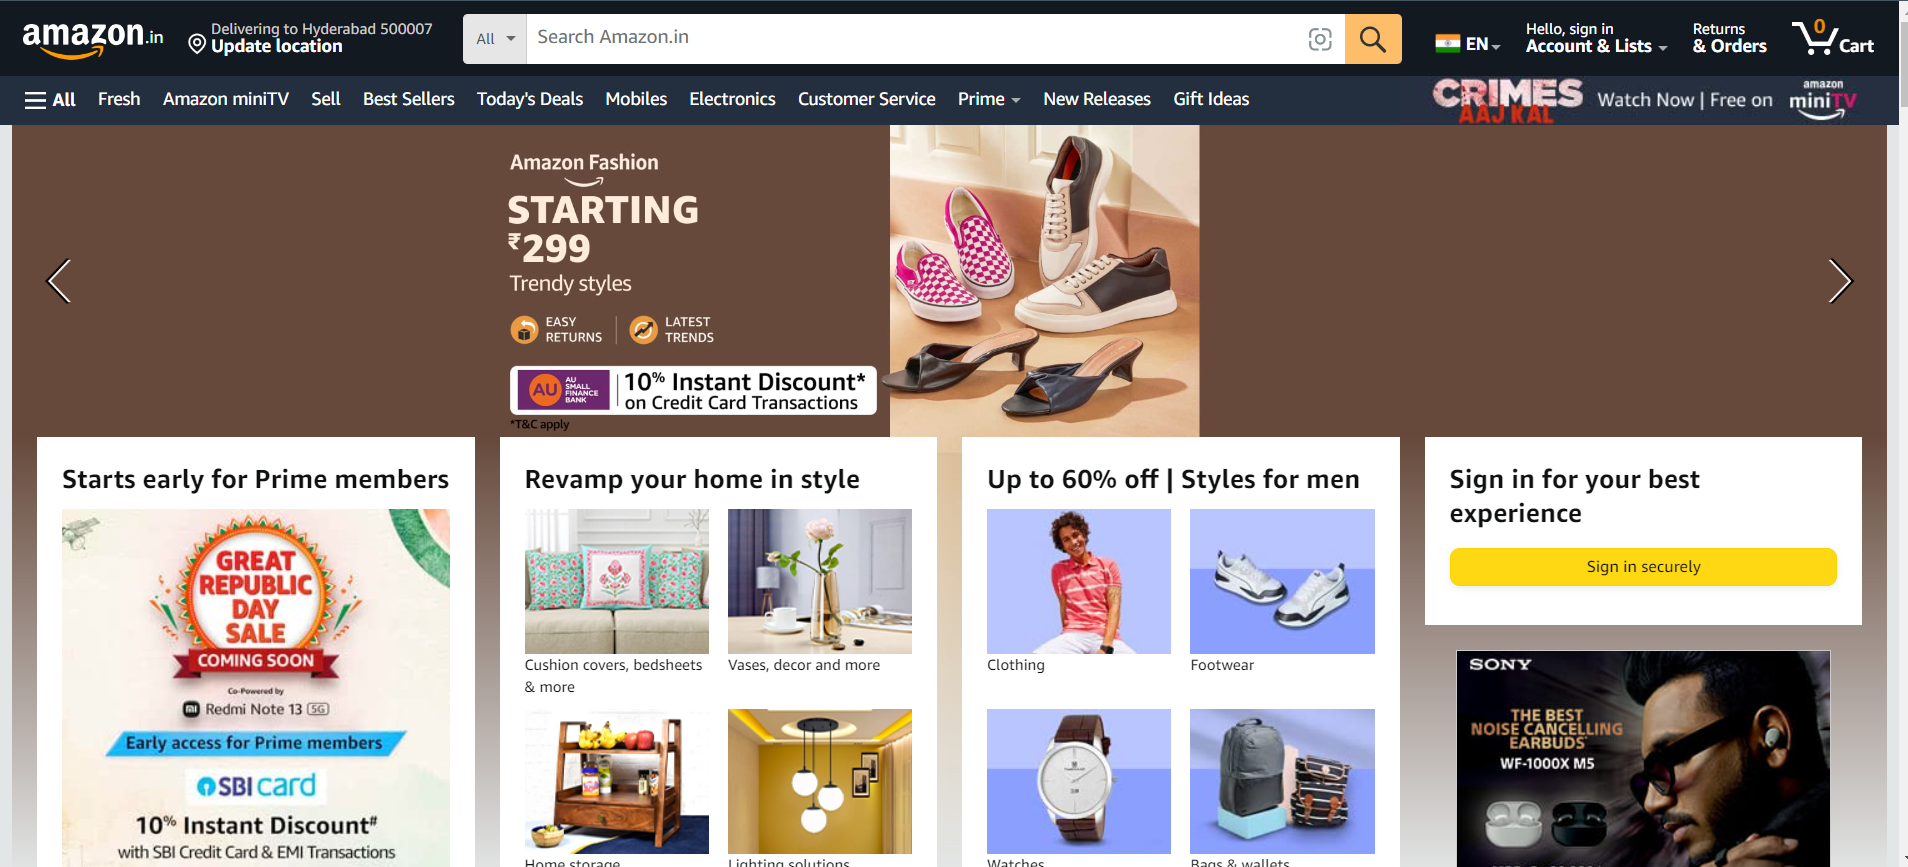 amazon.in
Delivering to Hyderabad 500007
Update location
All
Search Amazon.in
EN
Hello, sign in
Account & Lists
Returns
& Orders
0
Cart
All
Fresh
Amazon miniTV
Sell
Best Sellers
Today's Deals
Mobiles
Electronics
Customer Service
Prime
New Releases
Gift Ideas
CRIMES
AAJ KAL
Watch Now | Free on
amazon
miniTV
Amazon Fashion
STARTING
₹299
Trendy styles
EASY
RETURNS
LATEST
TRENDS
AU
AU
SMALL
FINANCE
BANK
10% Instant Discount*
on Credit Card Transactions
*T&C apply
Starts early for Prime members
GREAT
REPUBLIC
DAY
SALE
COMING SOON
Co-Powered by
Redmi Note 13 5G
Early access for Prime members
SBI card
10% Instant Discount#
with SBI Credit Card & EMI Transactions
Revamp your home in style
Cushion covers, bedsheets
& more
Vases, decor and more
Home storage
Lighting solutions
Up to 60% off | Styles for men
Clothing
Footwear
Watches
Bags & wallets
Sign in for your best
experience
Sign in securely
SONY
THE BEST
NOISE CANCELLING
EARBUDS*
WF-1000X M5